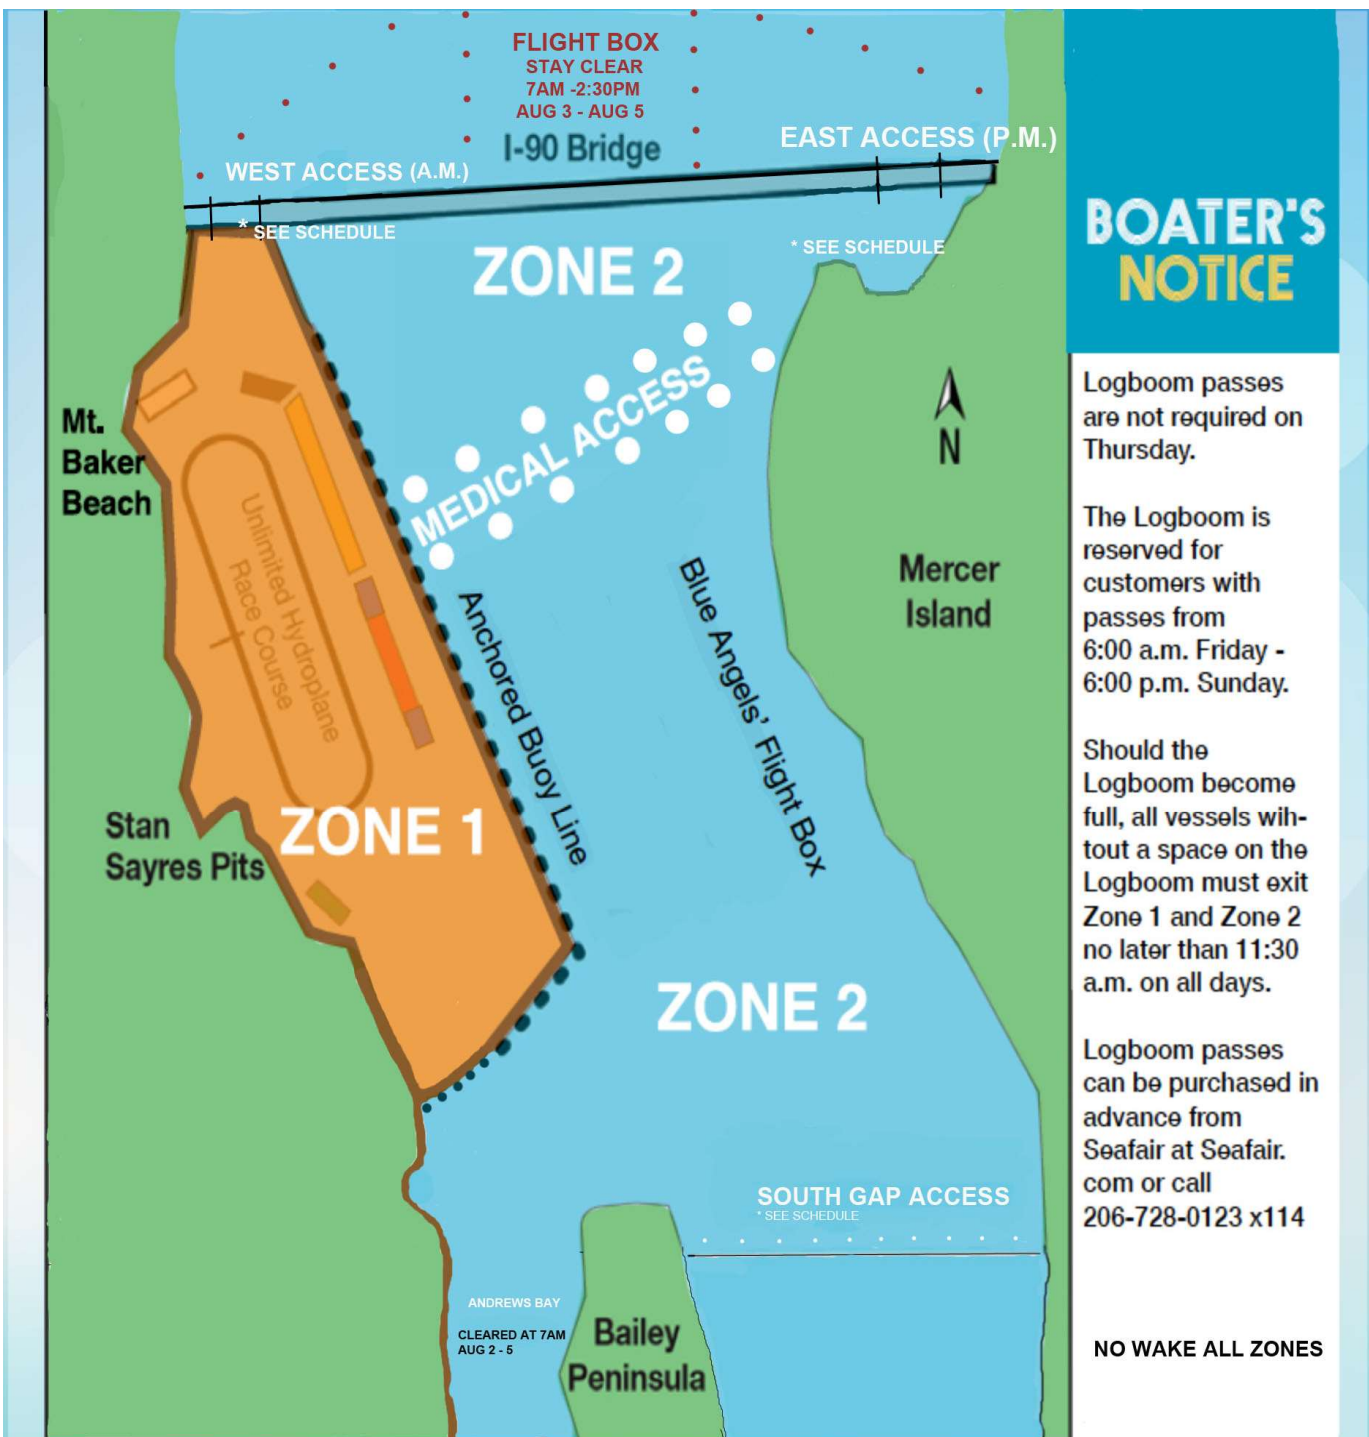 FLIGHT BOX
STAY CLEAR
7AM -2:30PM
AUG 3 - AUG 5
I-90 Bridge
EAST ACCESS (P.M.)
WEST ACCESS (A.M.)
* SEE SCHEDULE
* SEE SCHEDULE
ZONE 2
MEDICAL ACCESS
N
Mt.
Baker
Beach
Unlimited Hydroplane
Race Course
Anchored Buoy Line
Blue Angels' Flight Box
Mercer
Island
Stan
Sayres Pits
ZONE 1
ZONE 2
SOUTH GAP ACCESS
* SEE SCHEDULE
ANDREWS BAY
CLEARED AT 7AM
AUG 2 - 5
Bailey
Peninsula
BOATER'S
NOTICE
Logboom passes
are not required on
Thursday.
The Logboom is
reserved for
customers with
passes from
6:00 a.m. Friday -
6:00 p.m. Sunday.
Should the
Logboom become
full, all vessels wih-
tout a space on the
Logboom must exit
Zone 1 and Zone 2
no later than 11:30
a.m. on all days.
Logboom passes
can be purchased in
advance from
Seafair at Seafair.
com or call
206-728-0123 x114
NO WAKE ALL ZONES